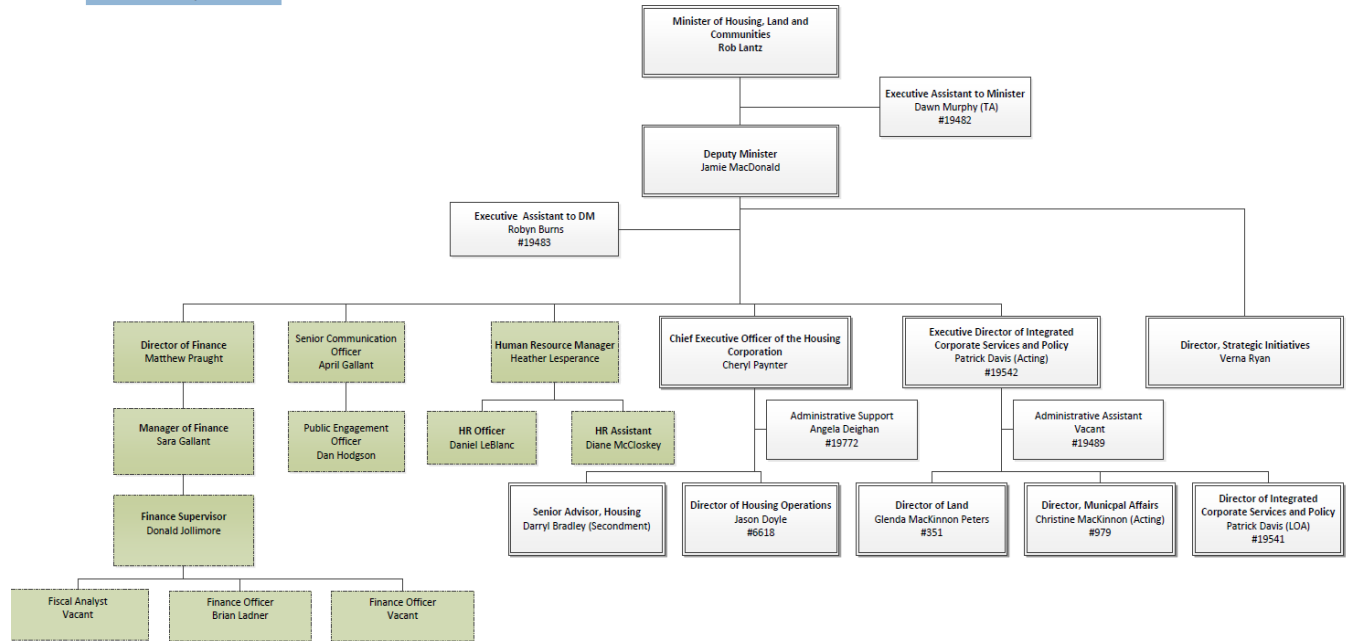 Minister of Housing, Land and
Communities
Rob Lantz
Executive Assistant to Minister
Dawn Murphy (TA)
#19482
Deputy Minister
Jamie MacDonald
Executive Assistant to DM
Robyn Burns
#19483
Director of Finance
Matthew Praught
Senior Communication
Officer
April Gallant
Human Resource Manager
Heather Lesperance
Chief Executive Officer of the Housing
Corporation
Cheryl Paynter
Executive Director of Integrated
Corporate Services and Policy
Patrick Davis (Acting)
#19542
Director, Strategic Initiatives
Verna Ryan
Manager of Finance
Sara Gallant
Public Engagement
Officer
Dan Hodgson
HR Officer
Daniel LeBlanc
HR Assistant
Diane McCloskey
Administrative Support
Angela Deighan
#19772
Administrative Assistant
Vacant
#19489
Finance Supervisor
Donald Jollimore
Senior Advisor, Housing
Darryl Bradley (Secondment)
Director of Housing Operations
Jason Doyle
#6618
Director of Land
Glenda MacKinnon Peters
#351
Director, Municpal Affairs
Christine MacKinnon (Acting)
#979
Director of Integrated
Corporate Services and Policy
Patrick Davis (LOA)
#19541
Fiscal Analyst
Vacant
Finance Officer
Brian Ladner
Finance Officer
Vacant